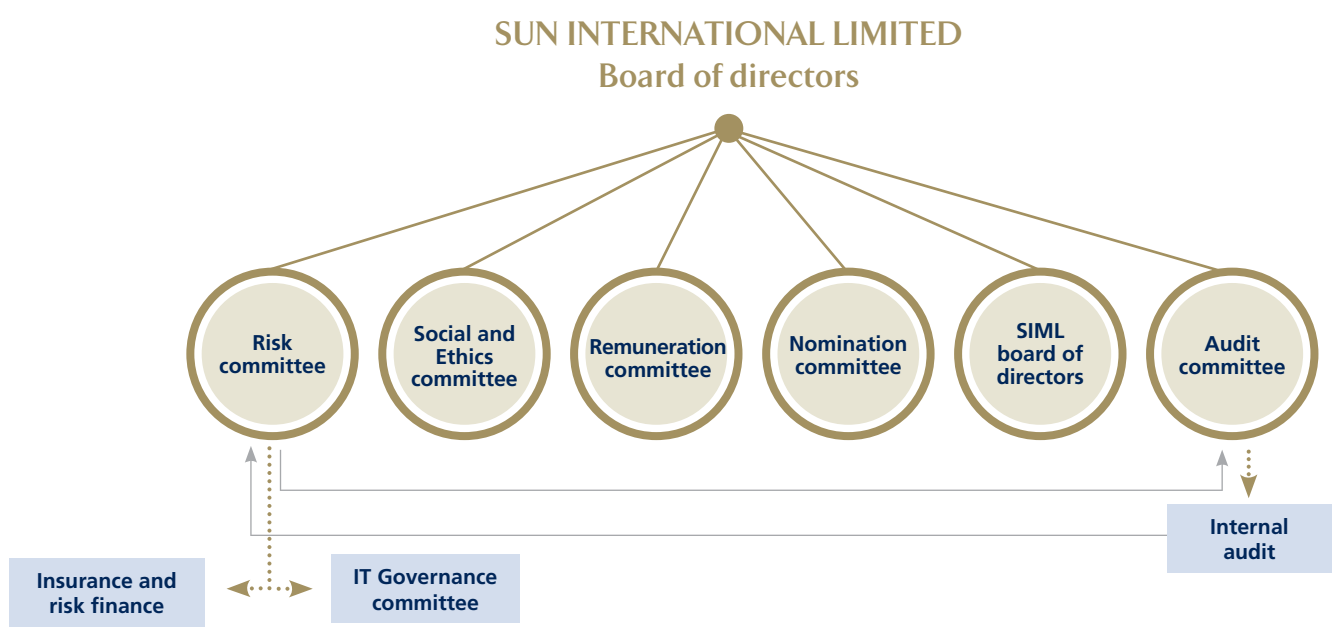 SUN INTERNATIONAL LIMITED
Board of directors
Risk
committee
Social and
Ethics
committee
Remuneration
committee
Nomination
committee
SIML
board of
directors
Audit
committee
Internal
audit
Insurance and
risk finance
IT Governance
committee